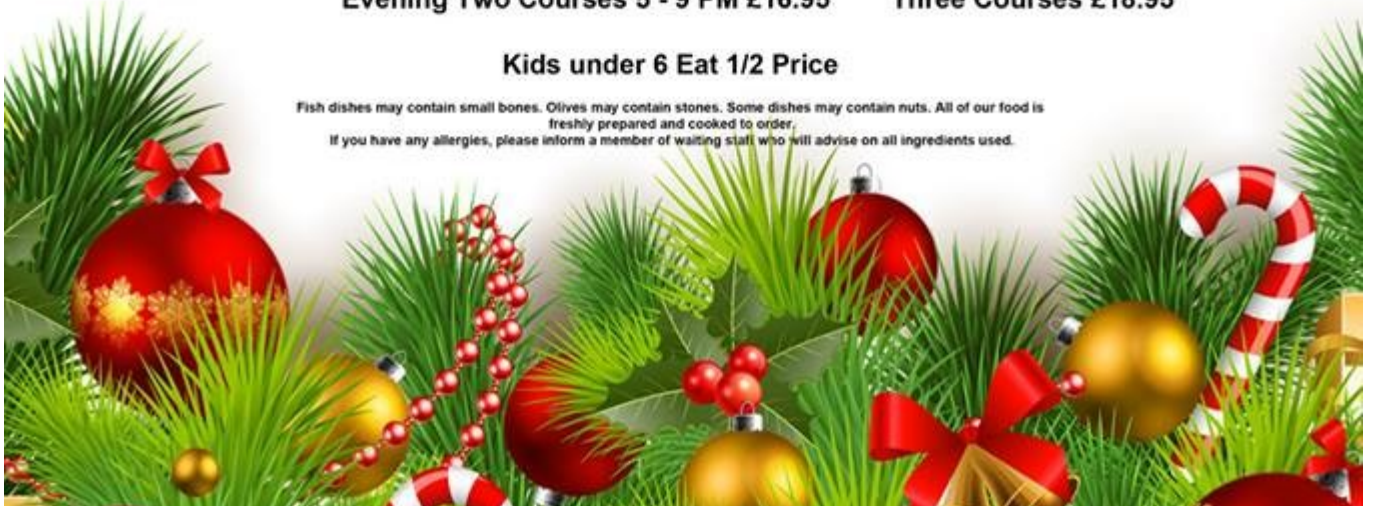 Evening Two Courses 5 - 9 PM £16.95 Three Courses £18.95
Kids under 6 Eat 1/2 Price
Fish dishes may contain small bones. Olives may contain stones. Some dishes may contain nuts. All of our food is
freshly prepared and cooked to order.
If you have any allergies, please inform a member of waiting staff who will advise on all ingredients used.